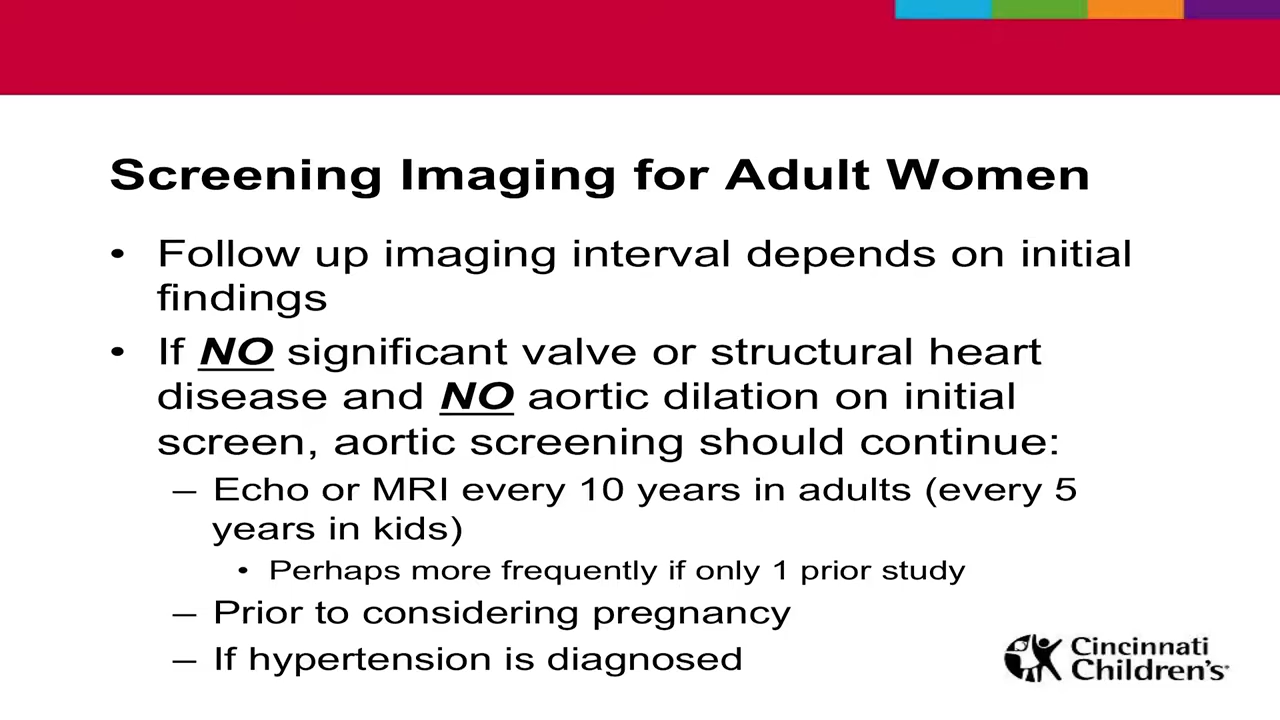 Screening Imaging for Adult Women
• Follow up imaging interval depends on initial
findings
• If NO significant valve or structural heart
disease and NO aortic dilation on initial
screen, aortic screening should continue:
– Echo or MRI every 10 years in adults (every 5
years in kids)
• Perhaps more frequently if only 1 prior study
– Prior to considering pregnancy
– If hypertension is diagnosed
Cincinnati
Children's